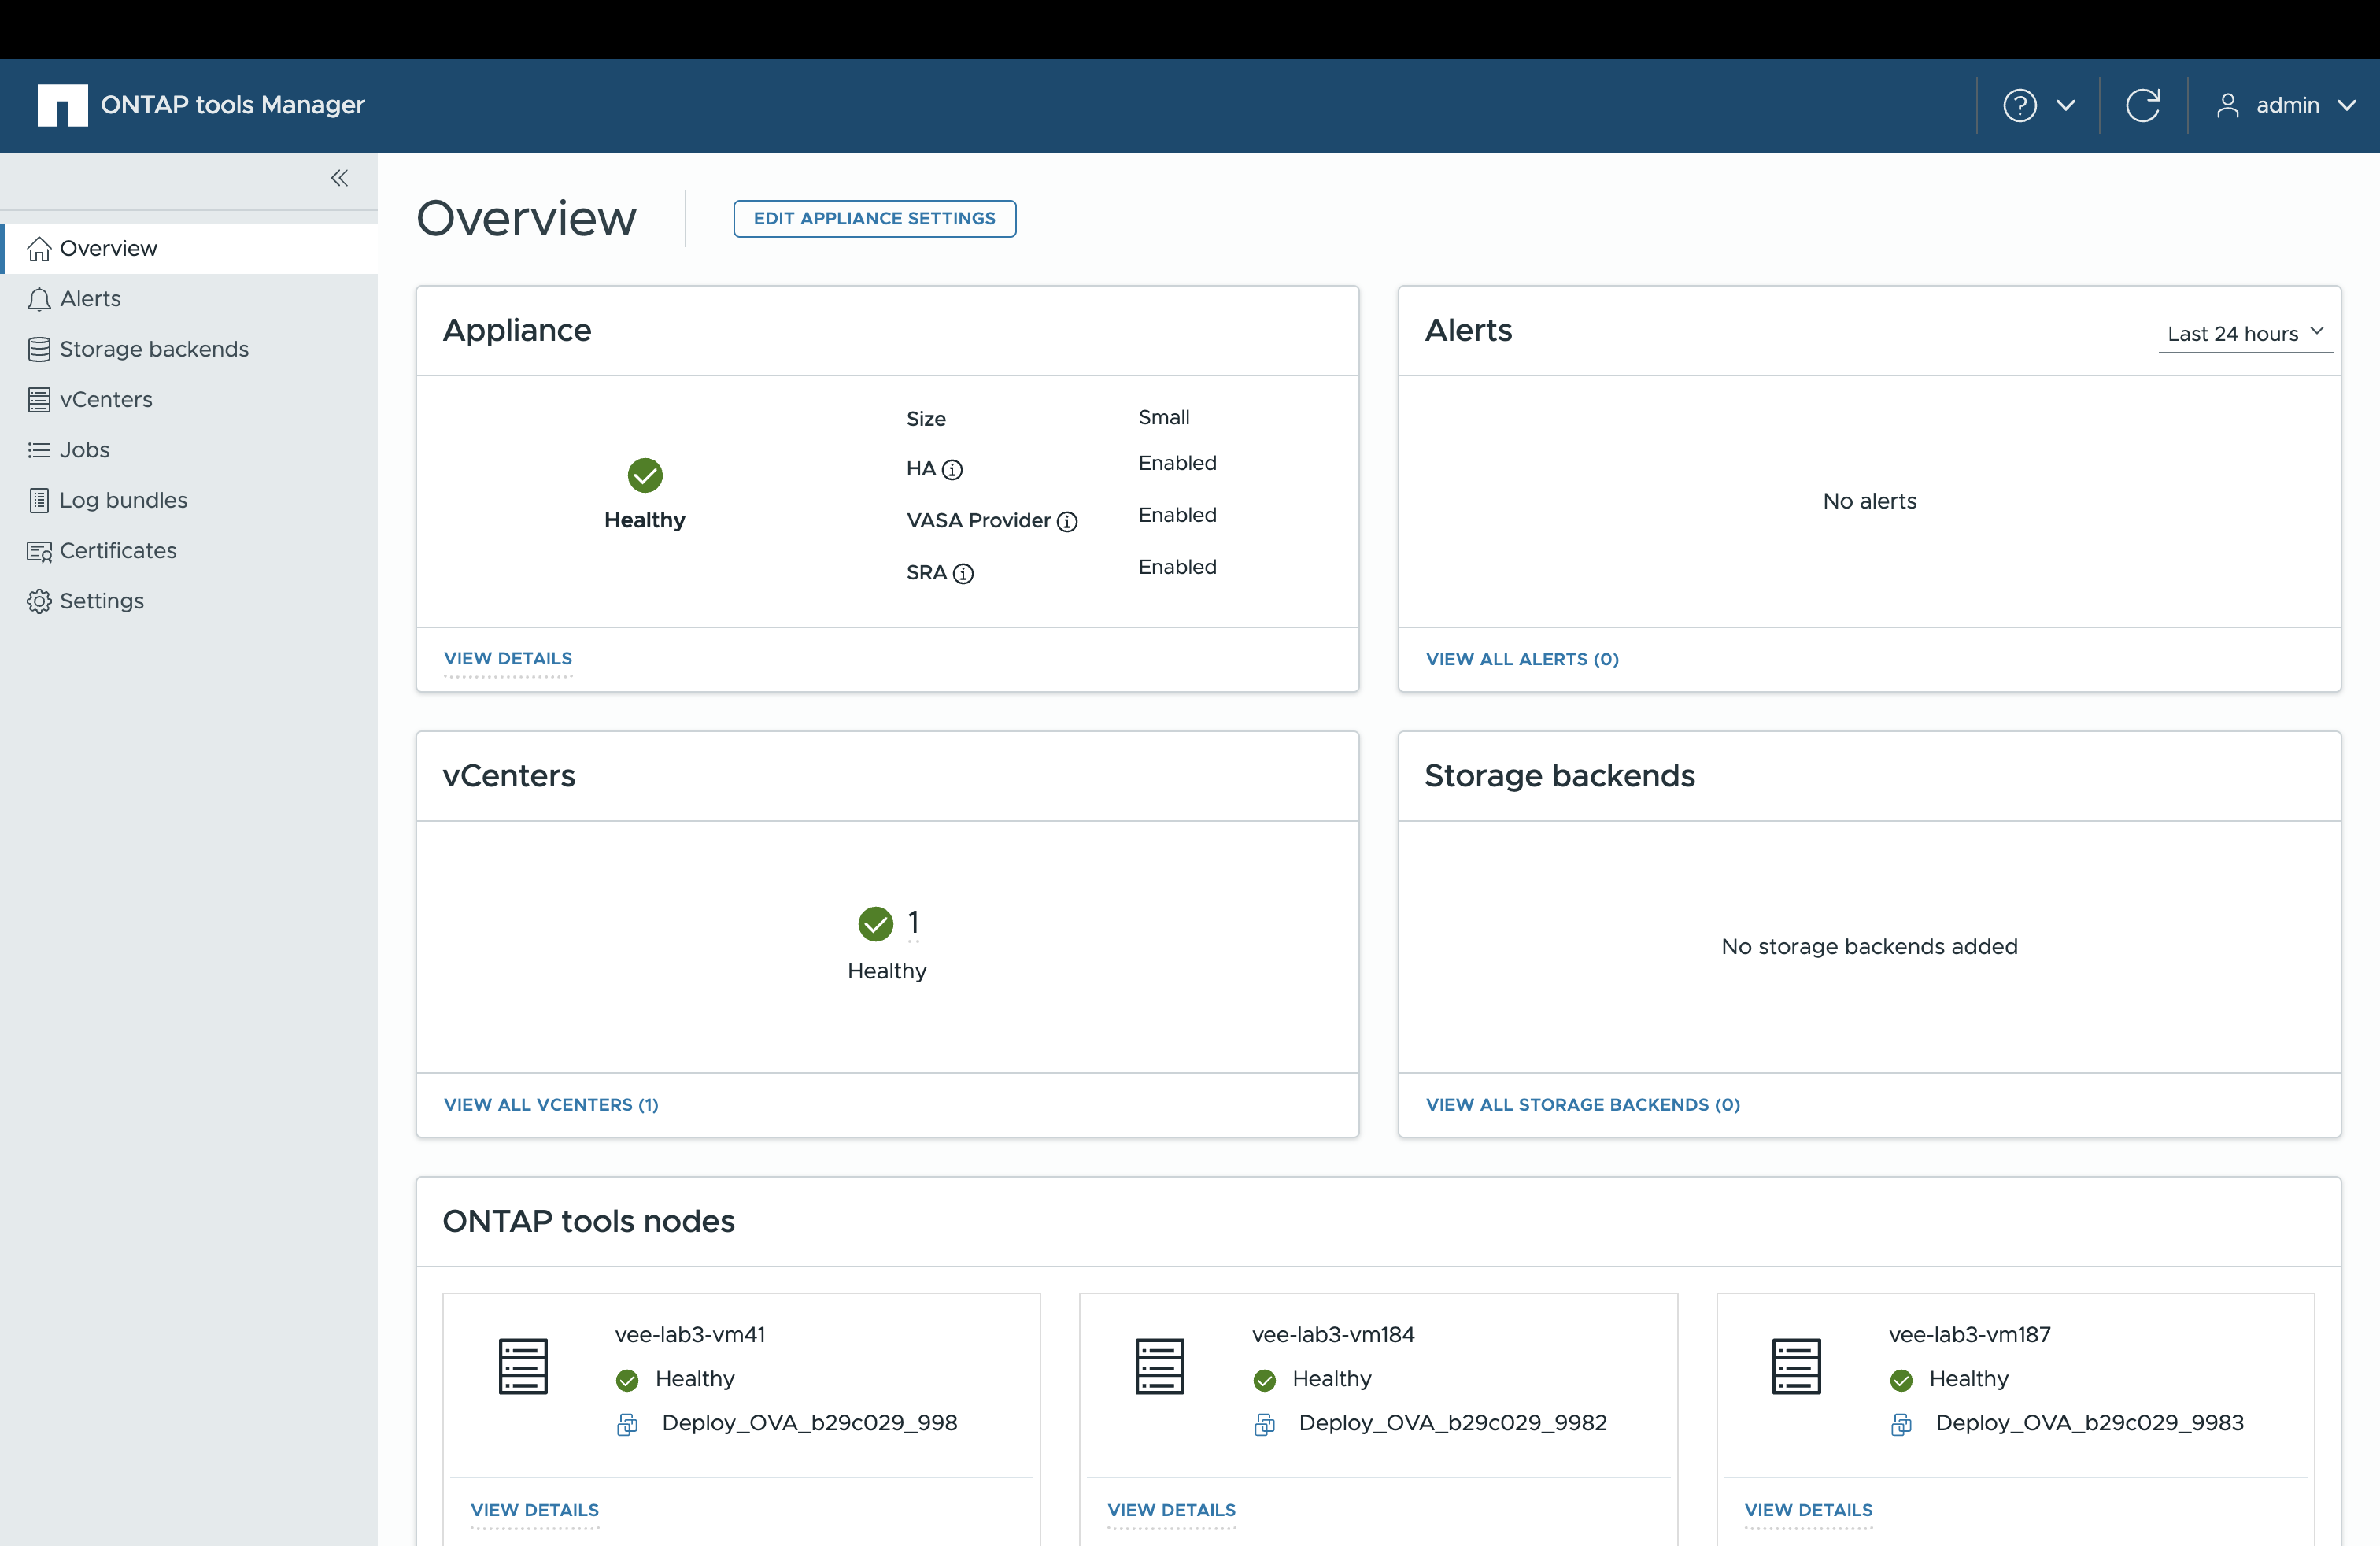 ONTAP tools Manager
admin
Overview
Alerts
Storage backends
vCenters
Jobs
Log bundles
Certificates
Settings
Overview
EDIT APPLIANCE SETTINGS
Appliance
Healthy
Size Small
HA Enabled
VASA Provider Enabled
SRA Enabled
VIEW DETAILS
Alerts
Last 24 hours
No alerts
VIEW ALL ALERTS (0)
vCenters
1
Healthy
VIEW ALL VCENTERS (1)
Storage backends
No storage backends added
VIEW ALL STORAGE BACKENDS (0)
ONTAP tools nodes
vee-lab3-vm41
Healthy
Deploy_OVA_b29c029_998
VIEW DETAILS
vee-lab3-vm184
Healthy
Deploy_OVA_b29c029_9982
VIEW DETAILS
vee-lab3-vm187
Healthy
Deploy_OVA_b29c029_9983
VIEW DETAILS